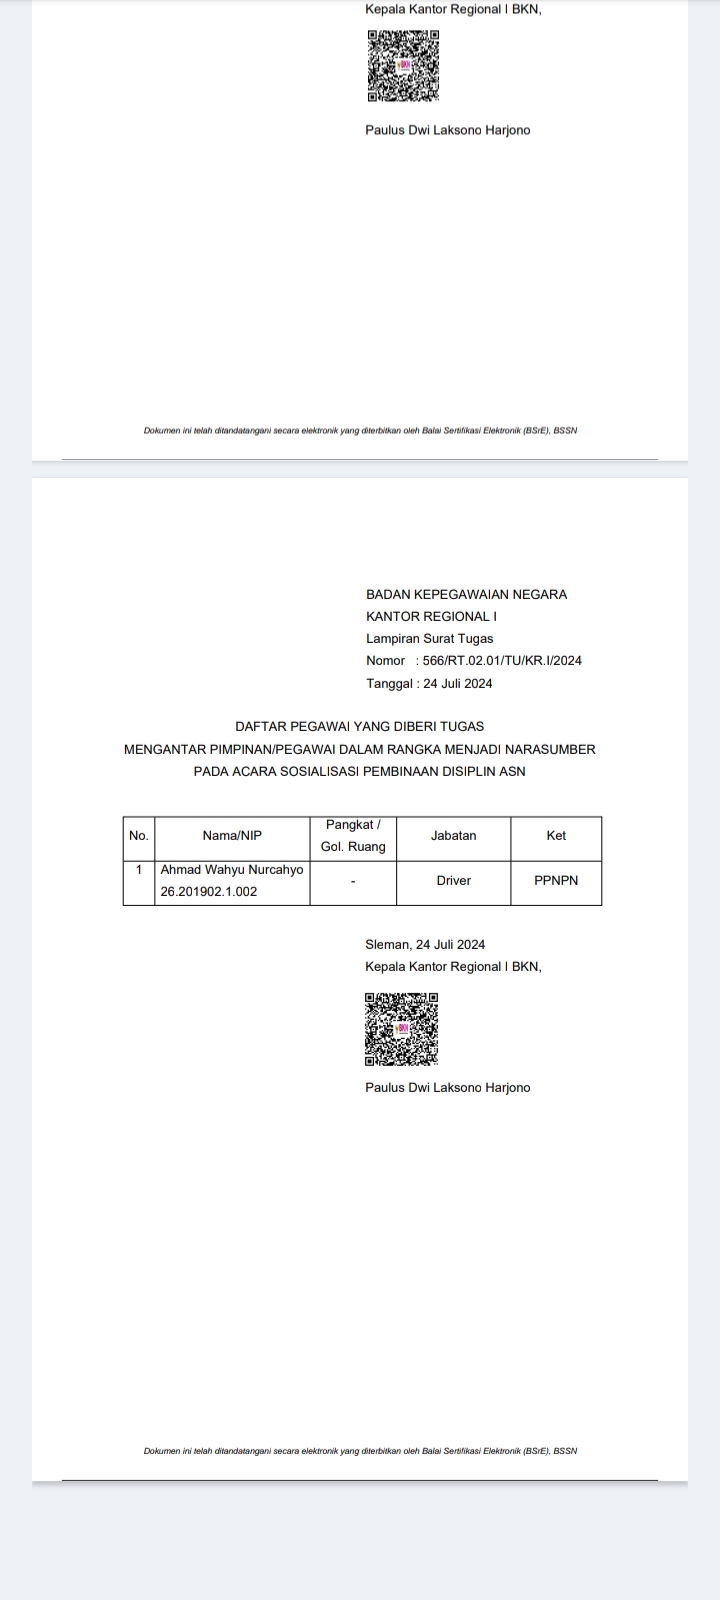 Kepala Kantor Regional I BKN,
BKN
Paulus Dwi Laksono Harjono
Dokumen ini telah ditandatangani secara elektronik yang diterbitkan oleh Balai Sertifikasi Elektronik (BSrE), BSSN
BADAN KEPEGAWAIAN NEGARA
KANTOR REGIONAL I
Lampiran Surat Tugas
Nomor : 566/RT.02.01/TU/KR.I/2024
Tanggal : 24 Juli 2024
DAFTAR PEGAWAI YANG DIBERI TUGAS
MENGANTAR PIMPINAN/PEGAWAI DALAM RANGKA MENJADI NARASUMBER
PADA ACARA SOSIALISASI PEMBINAAN DISIPLIN ASN
No. Nama/NIP Pangkat / Gol. Ruang Jabatan Ket
1 Ahmad Wahyu Nurcahyo 26.201902.1.002 - Driver PPNPN
Sleman, 24 Juli 2024
Kepala Kantor Regional I BKN,
BKN
Paulus Dwi Laksono Harjono
Dokumen ini telah ditandatangani secara elektronik yang diterbitkan oleh Balai Sertifikasi Elektronik (BSrE), BSSN